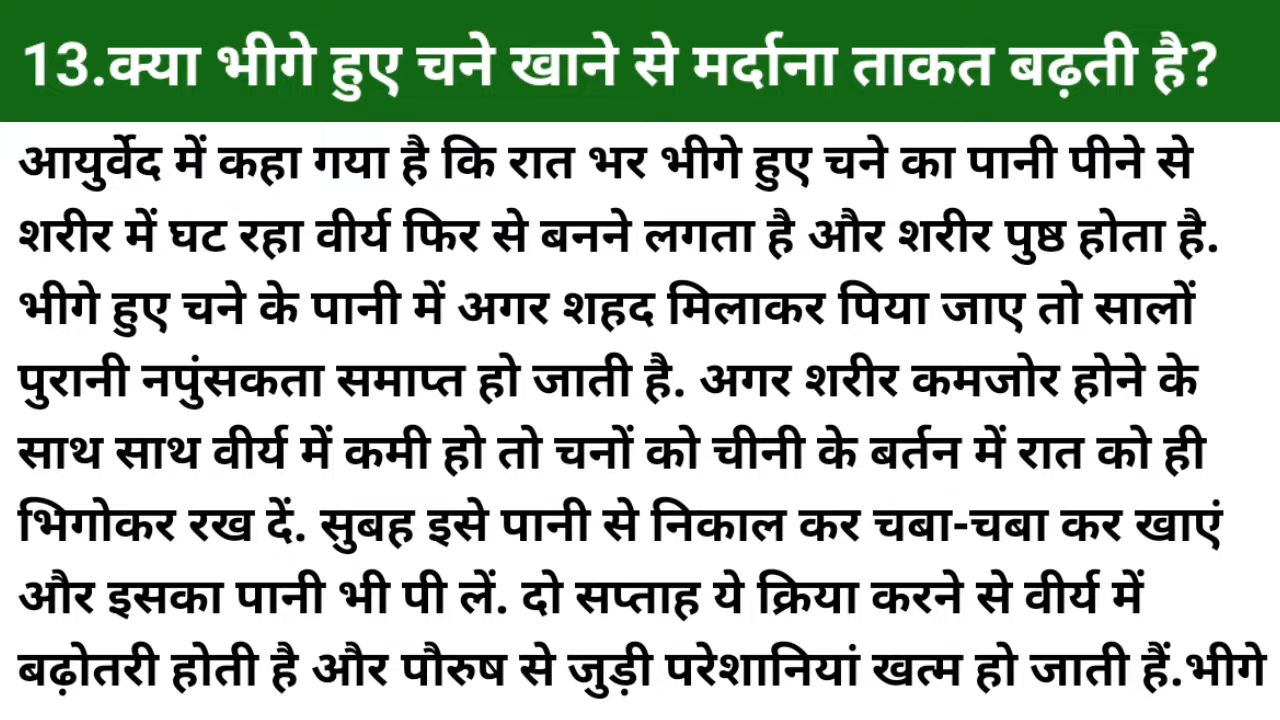 13.क्या भीगे हुए चने खाने से मर्दाना ताकत बढ़ती है?
आयुर्वेद में कहा गया है कि रात भर भीगे हुए चने का पानी पीने से
शरीर में घट रहा वीर्य फिर से बनने लगता है और शरीर पुष्ठ होता है.
भीगे हुए चने के पानी में अगर शहद मिलाकर पिया जाए तो सालों
पुरानी नपुंसकता समाप्त हो जाती है. अगर शरीर कमजोर होने के
साथ साथ वीर्य में कमी हो तो चनों को चीनी के बर्तन में रात को ही
भिगोकर रख दें. सुबह इसे पानी से निकाल कर चबा-चबा कर खाएं
और इसका पानी भी पी लें. दो सप्ताह ये क्रिया करने से वीर्य में
बढ़ोतरी होती है और पौरुष से जुड़ी परेशानियां खत्म हो जाती हैं.भीगे